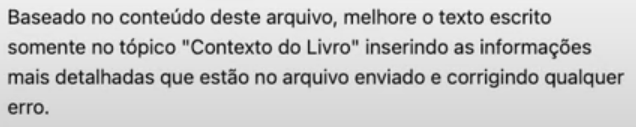 Baseado no conteúdo deste arquivo, melhore o texto escrito
somente no tópico "Contexto do Livro" inserindo as informações
mais detalhadas que estão no arquivo enviado e corrigindo qualquer
erro.